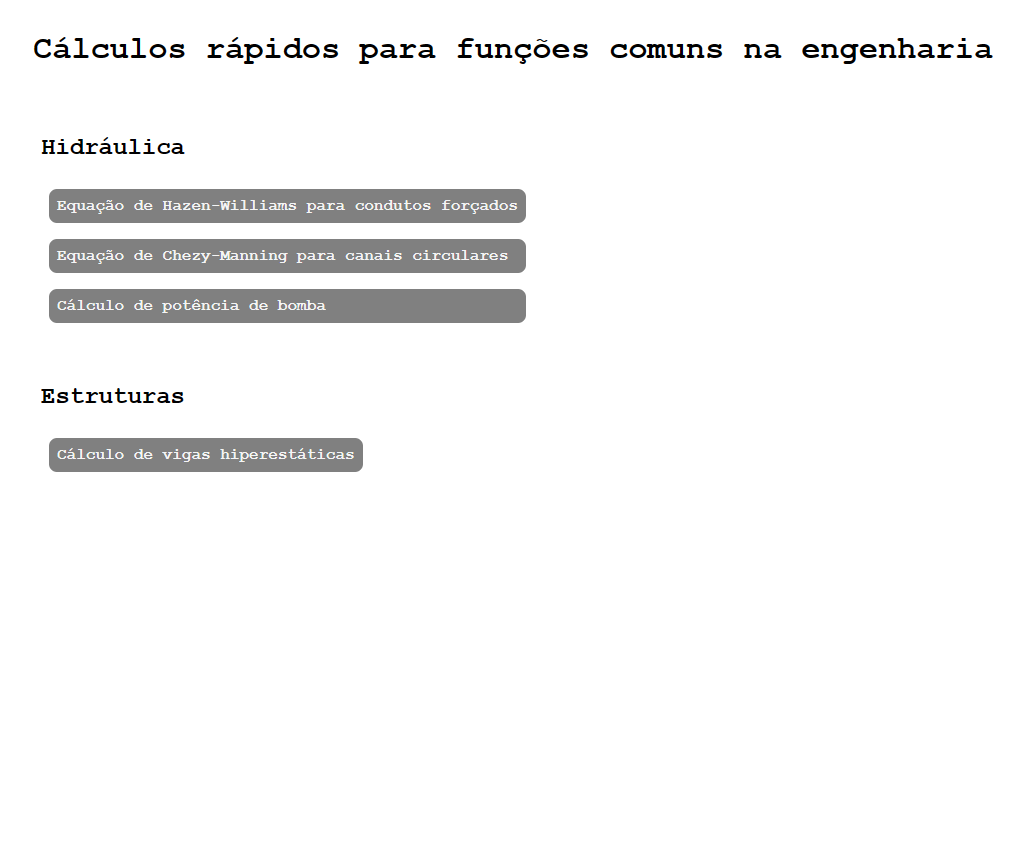 Cálculos rápidos para funções comuns na engenharia
Hidráulica
Equação de Hazen-Williams para condutos forçados
Equação de Chezy-Manning para canais circulares
Cálculo de potência de bomba
Estruturas
Cálculo de vigas hiperestáticas